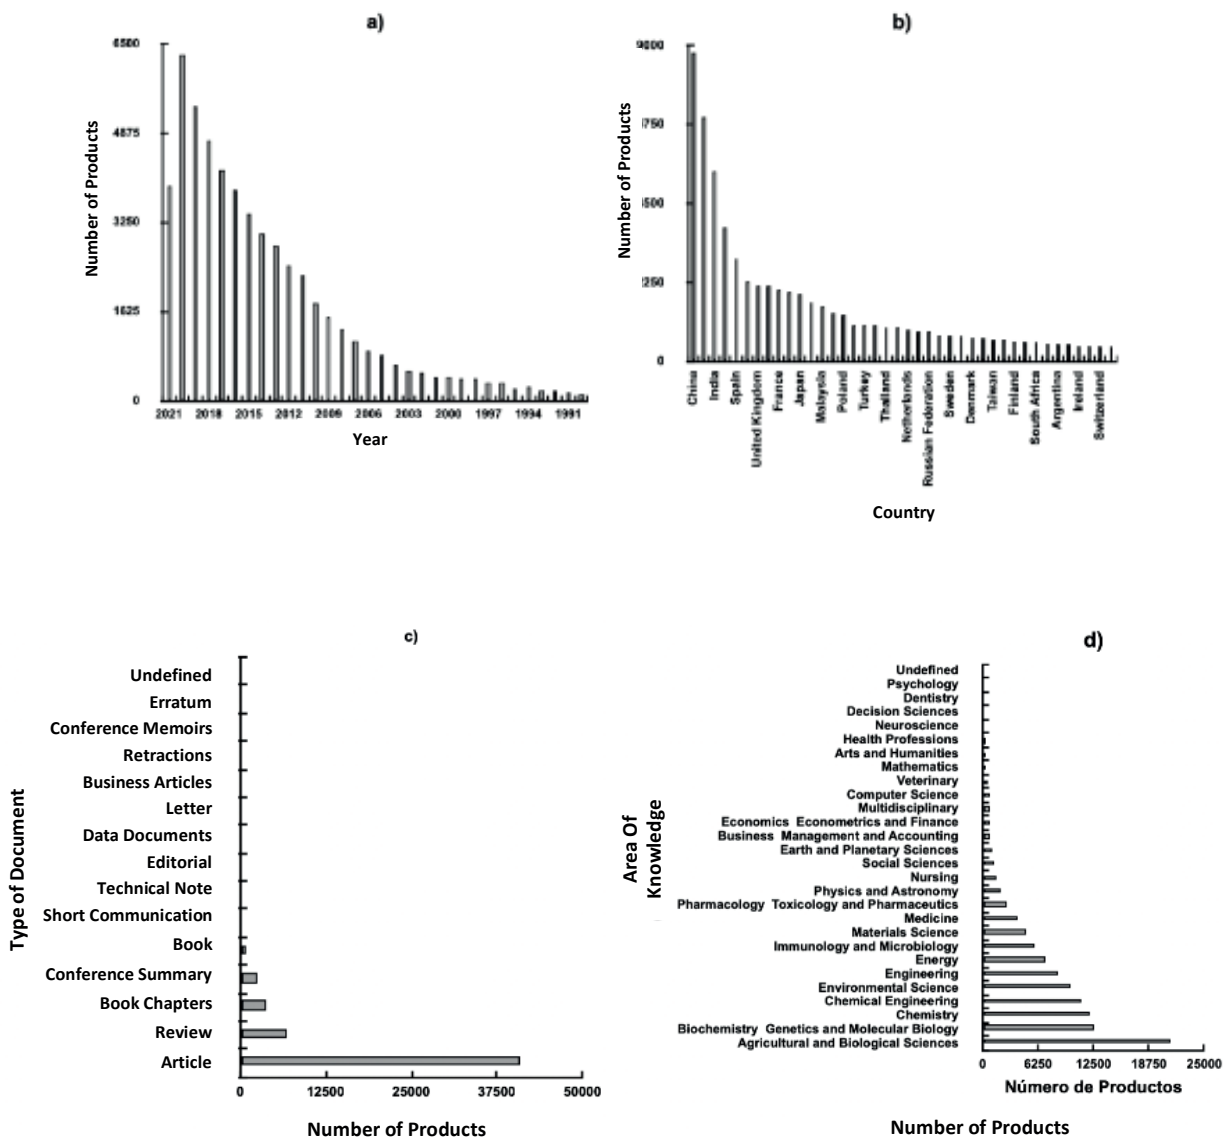 a)
6500
4875
3250
1625
0
Number of Products
2021
2018
2015
2012
2009
2006
2003
2000
1997
1994
1991
Year
b)
9000
6750
4500
2250
0
Number of Products
China
India
Spain
United Kingdom
France
Japan
Malaysia
Poland
Turkey
Thailand
Netherlands
Russian Federation
Sweden
Denmark
Taiwan
Finland
South Africa
Argentina
Ireland
Switzerland
Country
c)
Type of Document
Undefined
Erratum
Conference Memoirs
Retractions
Business Articles
Letter
Data Documents
Editorial
Technical Note
Short Communication
Book
Conference Summary
Book Chapters
Review
Article
0
12500
25000
37500
50000
Number of Products
d)
Area Of
Knowledge
Undefined
Psychology
Dentistry
Decision Sciences
Neuroscience
Health Professions
Arts and Humanities
Mathematics
Veterinary
Computer Science
Multidisciplinary
Economics Econometrics and Finance
Business Management and Accounting
Earth and Planetary Sciences
Social Sciences
Nursing
Physics and Astronomy
Pharmacology Toxicology and Pharmaceutics
Medicine
Materials Science
Immunology and Microbiology
Energy
Engineering
Environmental Science
Chemical Engineering
Chemistry
Biochemistry Genetics and Molecular Biology
Agricultural and Biological Sciences
0
6250
12500
18750
25000
Número de Productos
Number of Products